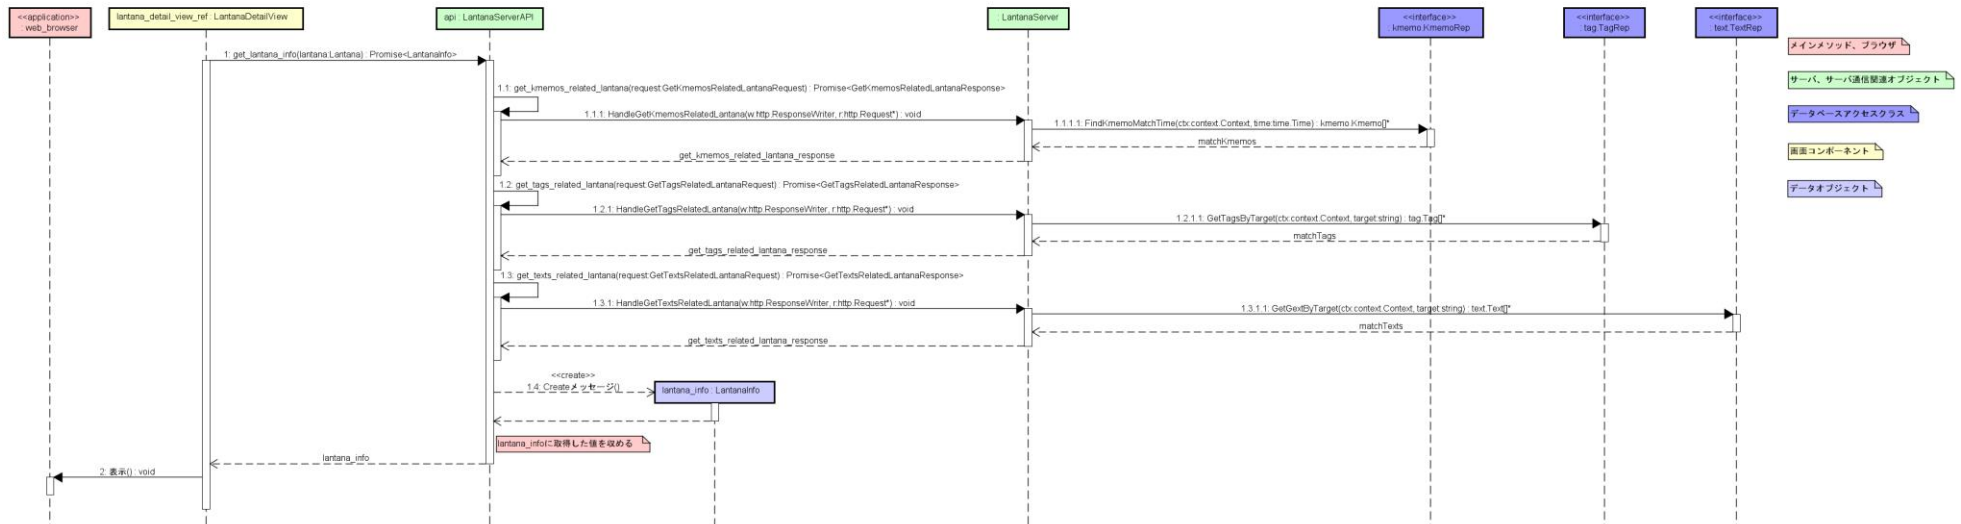 <<application>>
: web_browser
lantana_detail_view_ref : LantanaDetailView
api : LantanaServerAPI
: LantanaServer
<<interface>>
: kmemo.KmemoRep
<<interface>>
: tag.TagRep
<<interface>>
: text.TextRep
メインメソッド、ブラウザ
サーバ、サーバ通信関連オブジェクト
データベースアクセスクラス
画面コンポーネント
データオブジェクト
1: get_lantana_info(lantana:Lantana) : Promise<LantanaInfo>
1.1: get_kmemos_related_lantana(request:GetKmemosRelatedLantanaRequest) : Promise<GetKmemosRelatedLantanaResponse>
1.1.1: HandleGetKmemosRelatedLantana(w:http.ResponseWriter, r:http.Request*) : void
1.1.1.1: FindKmemoMatchTime(ctx:context.Context, time:time.Time) : kmemo.Kmemo[]*
matchKmemos
get_kmemos_related_lantana_response
1.2: get_tags_related_lantana(request:GetTagsRelatedLantanaRequest) : Promise<GetTagsRelatedLantanaResponse>
1.2.1: HandleGetTagsRelatedLantana(w:http.ResponseWriter, r:http.Request*) : void
1.2.1.1: GetTagsByTarget(ctx:context.Context, target:string) : tag.Tag[]*
matchTags
get_tags_related_lantana_response
1.3: get_texts_related_lantana(request:GetTextsRelatedLantanaRequest) : Promise<GetTextsRelatedLantanaResponse>
1.3.1: HandleGetTextsRelatedLantana(w:http.ResponseWriter, r:http.Request*) : void
1.3.1.1: GetGextByTarget(ctx:context.Context, target:string) : text.Text[]*
matchTexts
get_texts_related_lantana_response
<<create>>
1.4: Createメッセージ()
lantana_info : LantanaInfo
lantana_infoに取得した値を収める
lantana_info
2: 表示() : void